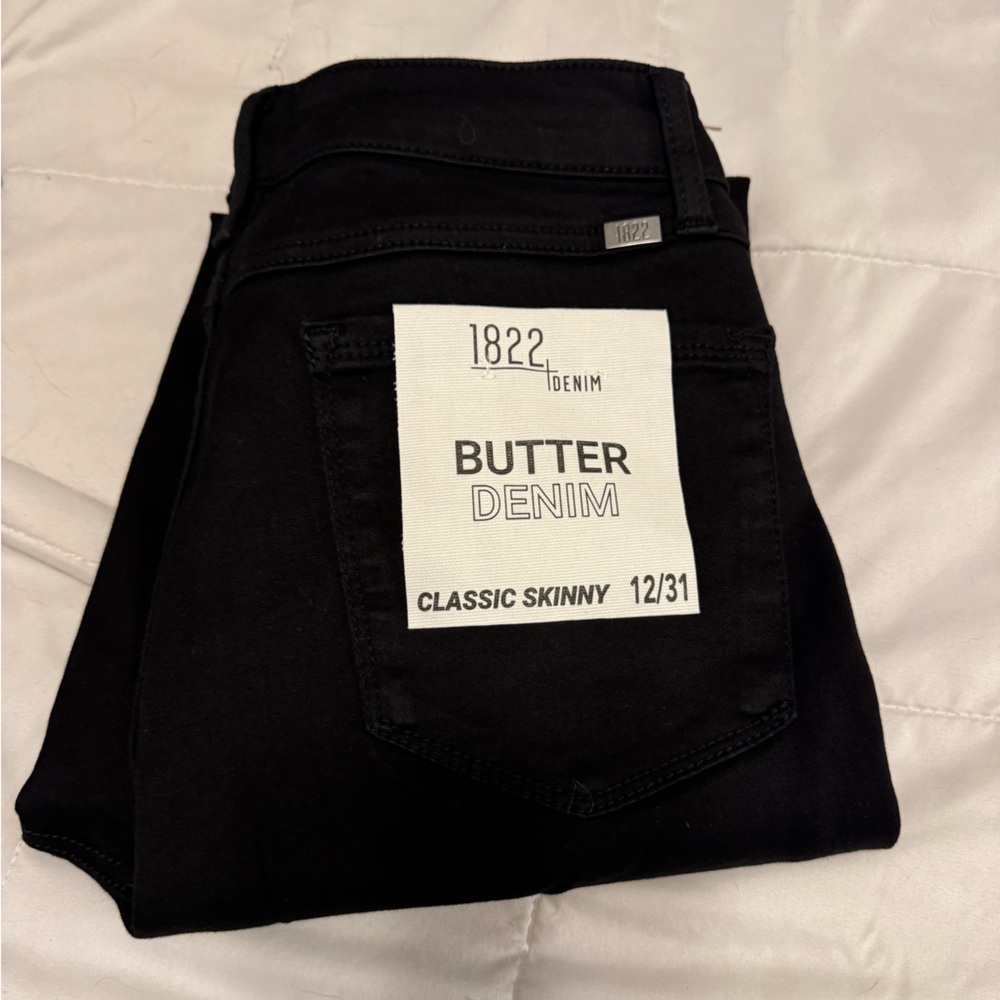 1822
1822
DENIM
BUTTER
DENIM
CLASSIC SKINNY 12/31